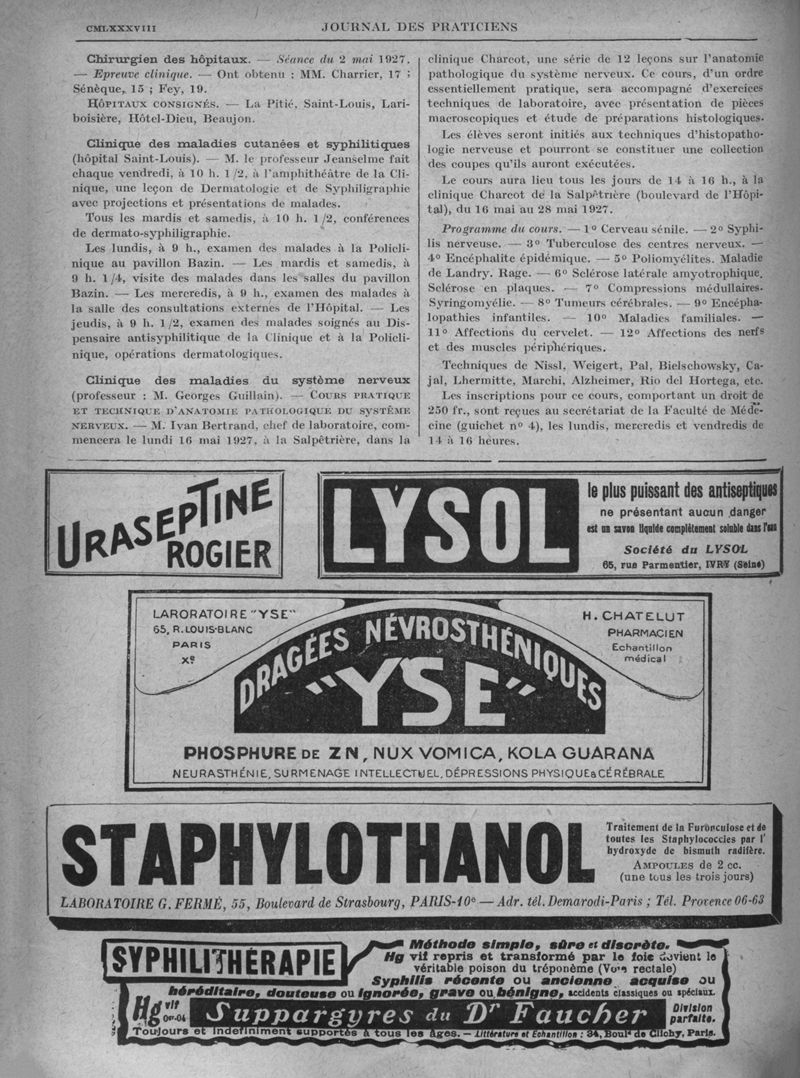 CMLXXXVIII
JOURNAL DES PRATICIENS
Chirurgien des hôpitaux. — Séance du 2 mai 1927.
— Epreuve clinique. — Ont obtenu : MM. Charrier, 17 ;
Sénèque, 15 ; Fey, 19.
HÔPITAUX CONSIGNÉS. — La Pitié, Saint-Louis, Lari-
boisière, Hôtel-Dieu, Beaujon.
Clinique des maladies cutanées et syphilitiques
(hôpital Saint-Louis). — M. le professeur Jeanselme fait
chaque vendredi, à 10 h. 1/2, à l'amphithéâtre de la Cli-
nique, une leçon de Dermatologie et de Syphiligraphie
avec projections et présentations de malades.
Tous les mardis et samedis, à 10 h. 1/2, conférences
de dermato-syphiligraphie.
Les lundis, à 9 h., examen des malades à la Policli-
nique au pavillon Bazin. — Les mardis et samedis, à
9 h. 1/4, visite des malades dans les salles du pavillon
Bazin. — Les mercredis, à 9 h., examen des malades à
la salle des consultations externes de l'Hôpital. — Les
jeudis, à 9 h. 1/2, examen des malades soignés au Dis-
pensaire antisyphilitique de la Clinique et à la Policli-
nique, opérations dermatologiques.
Clinique des maladies du système nerveux
(professeur : M. Georges Guillain). — COURS PRATIQUE
ET TECHNIQUE D'ANATOMIE PATHOLOGIQUE DU SYSTÊME
NERVEUX. — M. Ivan Bertrand, chef de laboratoire, com-
mencera le lundi 16 mai 1927, à la Salpêtrière, dans la
clinique Charcot, une série de 12 leçons sur l'anatomie
pathologique du système nerveux. Ce cours, d'un ordre
essentiellement pratique, sera accompagné d'exercices
techniques de laboratoire, avec présentation de pièces
macroscopiques et étude de préparations histologiques.
Les élèves seront initiés aux techniques d'histopatho-
logie nerveuse et pourront se constituer une collection
des coupes qu'ils auront exécutées.
Le cours aura lieu tous les jours de 14 à 16 h., à la
clinique Charcot de la Salpêtrière (boulevard de l'Hôpi-
tal), du 16 mai au 28 mai 1927.
Programme du cours. — 1º Cerveau sénile. — 2º Syphi-
lis nerveuse. — 3º Tuberculose des centres nerveux. —
4º Encéphalite épidémique. — 5º Poliomyélites. Maladie
de Landry. Rage. — 6º Sclérose latérale amyotrophique.
Sclérose en plaques. — 7º Compressions médullaires.
Syringomyélie. — 8º Tumeurs cérébrales. — 9º Encépha-
lopathies infantiles. — 10º Maladies familiales. —
11º Affections du cervelet. — 12º Affections des nerfs
et des muscles périphériques.
Techniques de Nissl, Weigert, Pal, Bielschowsky, Ca-
jal, Lhermitte, Marchi, Alzheimer, Rio del Hortega, etc.
Les inscriptions pour ce cours, comportant un droit de
250 fr., sont reçues au secrétariat de la Faculté de Méde-
cine (guichet nº 4), les lundis, mercredis et vendredis de
14 à 16 heures.
URASEPTINE
ROGIER
LYSOL
le plus puissant des antiseptiques
ne présentant aucun danger
est un savon liquide complètement soluble dans l'eau
Société du LYSOL
65, rue Parmentier, IVRY (Seine)
LARORATOIRE "YSE"
65, R. LOUIS-BLANC
PARIS
Xe
H. CHATELUT
PHARMACIEN
Echantillon
médical
DRAGÉES NÉVROSTHÉNIQUES
"YSE"
PHOSPHURE DE ZN, NUX VOMICA, KOLA GUARANA
NEURASTHÉNIE, SURMENAGE INTELLECTUEL, DÉPRESSIONS PHYSIQUE & CÉRÉBRALE
STAPHYLOTHANOL
Traitement de la Furonculose et de
toutes les Staphylococcies par l'
hydroxyde de bismuth radifère.
AMPOULES de 2 cc.
(une tous les trois jours)
LABORATOIRE G. FERMÉ, 55, Boulevard de Strasbourg, PARIS-10e — Adr. tél. Demarodi-Paris ; Tél. Provence 06-63
SYPHILITHÉRAPIE
Méthode simple, sûre et discrète.
Hg vif repris et transformé par le foie devient le
véritable poison du tréponème (Voie rectale)
Syphilis récente ou ancienne acquise ou
héréditaire, douteuse ou ignorée, grave ou bénigne, accidents classiques ou spéciaux.
Hg vif
Suppargyres du Dr Faucher
Division
parfaite.
Toujours et indéfiniment supportés à tous les âges. — Littérature et Echantillon : 34, Boulᵈ de Clichy, Paris.